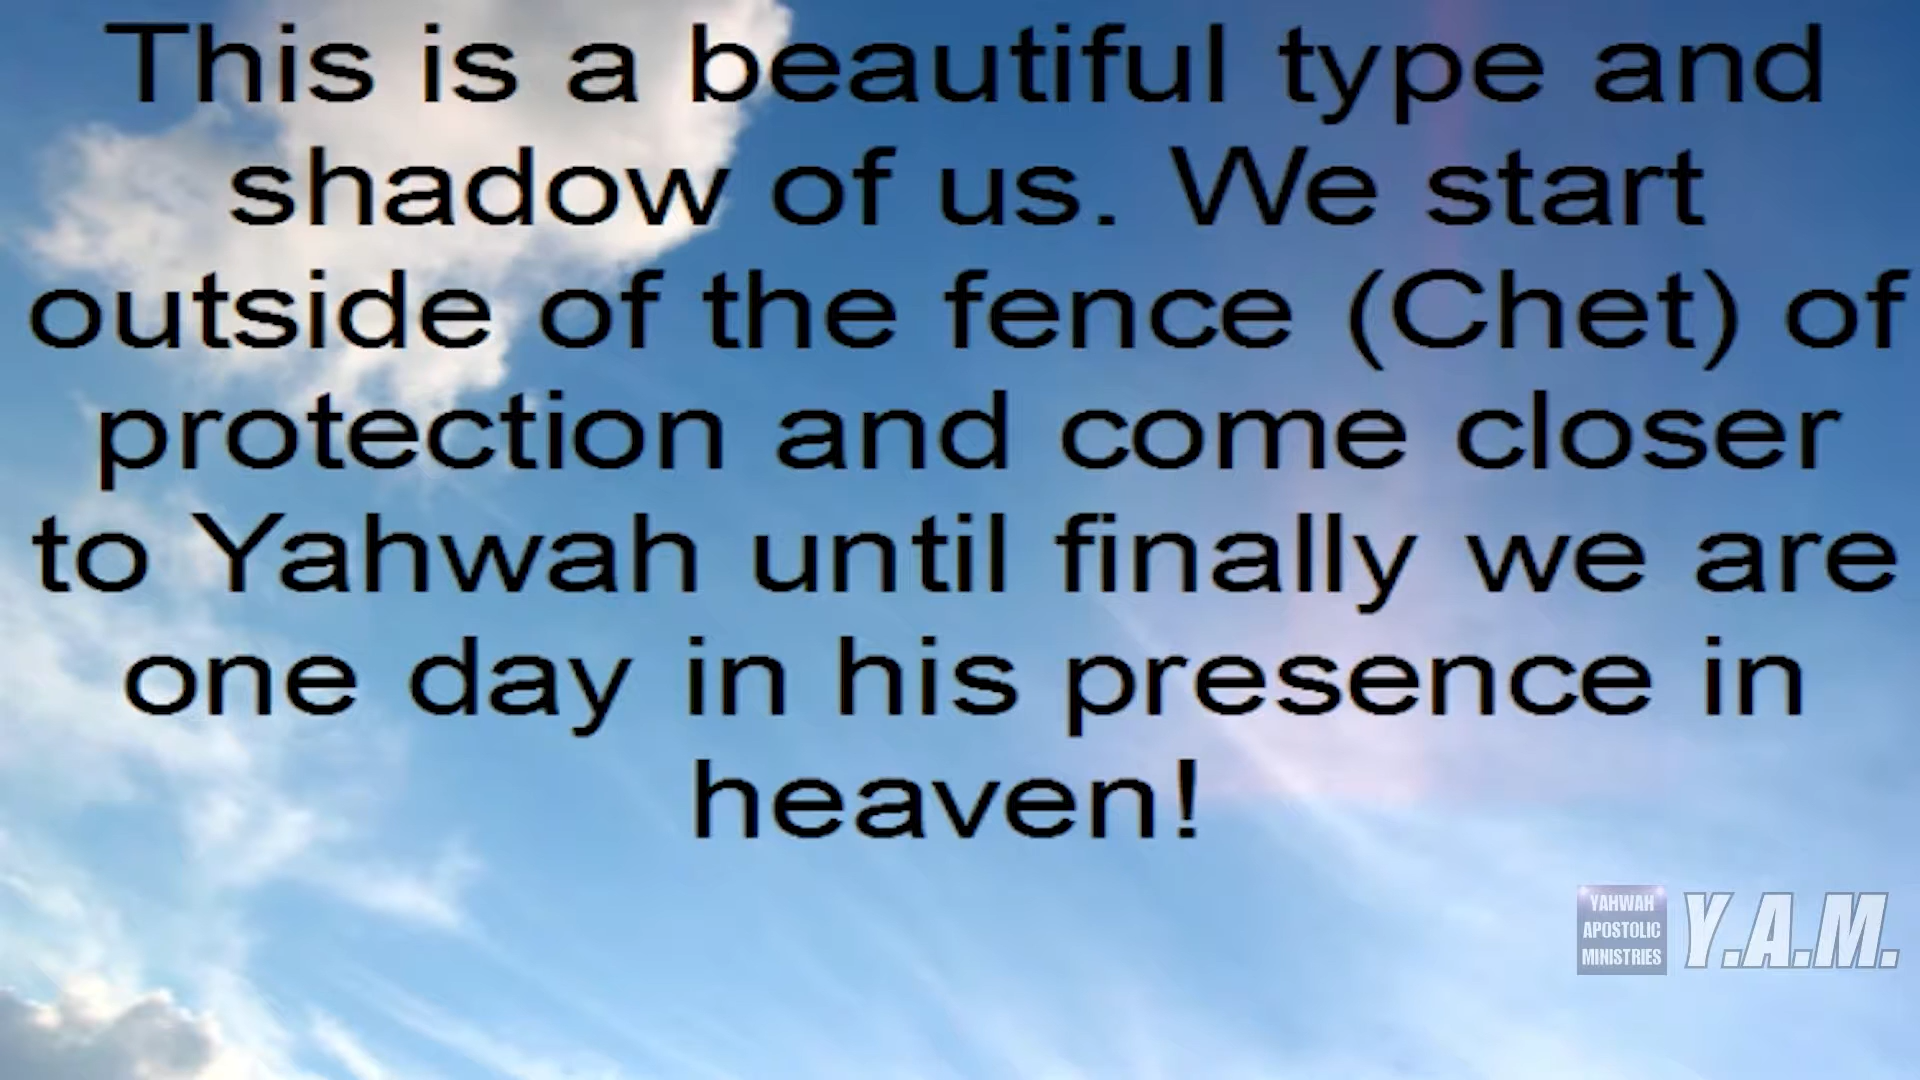 This is a beautiful type and
shadow of us. We start
outside of the fence (Chet) of
protection and come closer
to Yahwah until finally we are
one day in his presence in
heaven!
YAHWAH
APOSTOLIC
MINISTRIES
Y.A.M.